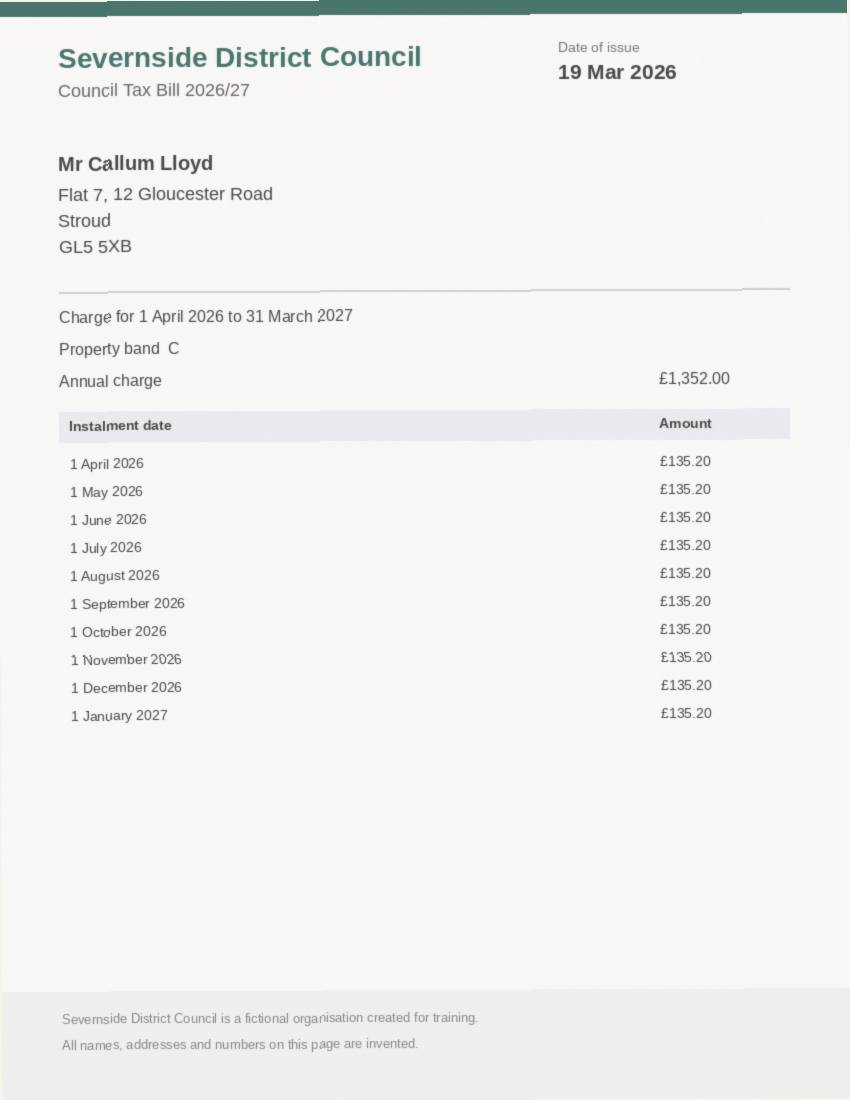 Severnside District Council
Council Tax Bill 2026/27
Date of issue
19 Mar 2026
Mr Callum Lloyd
Flat 7, 12 Gloucester Road
Stroud
GL5 5XB
Charge for 1 April 2026 to 31 March 2027
Property band C
Annual charge £1,352.00
Instalment date Amount
1 April 2026 £135.20
1 May 2026 £135.20
1 June 2026 £135.20
1 July 2026 £135.20
1 August 2026 £135.20
1 September 2026 £135.20
1 October 2026 £135.20
1 November 2026 £135.20
1 December 2026 £135.20
1 January 2027 £135.20
Severnside District Council is a fictional organisation created for training.
All names, addresses and numbers on this page are invented.